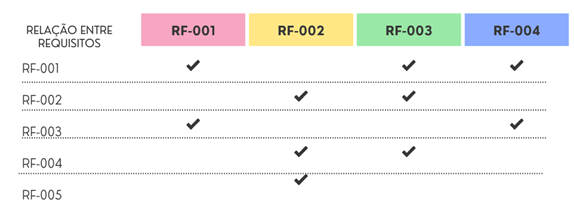 RELAÇÃO ENTRE
REQUISITOS
RF-001 RF-002 RF-003 RF-004
RF-001 ✔ ✔ ✔
RF-002 ✔ ✔
RF-003 ✔ ✔
RF-004 ✔ ✔
RF-005 ✔